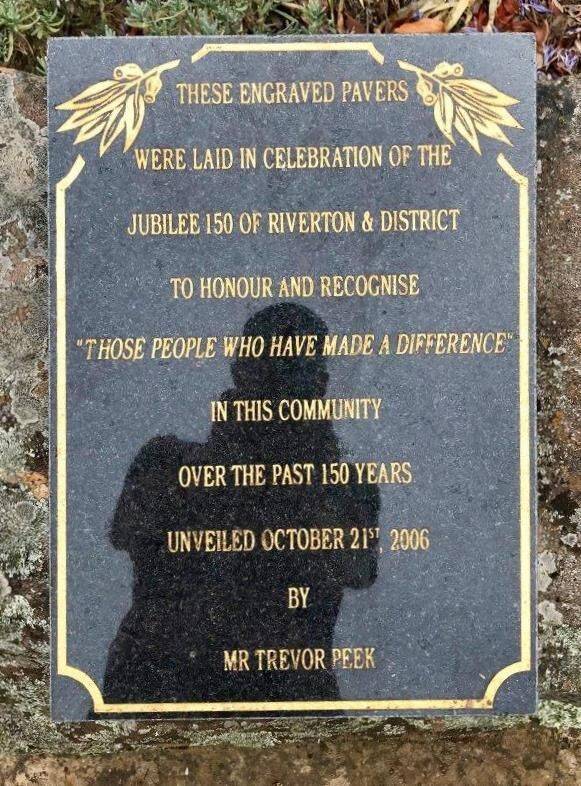 THESE ENGRAVED PAVERS
WERE LAID IN CELEBRATION OF THE
JUBILEE 150 OF RIVERTON & DISTRICT
TO HONOUR AND RECOGNISE
"THOSE PEOPLE WHO HAVE MADE A DIFFERENCE"
IN THIS COMMUNITY
OVER THE PAST 150 YEARS
UNVEILED OCTOBER 21ST, 2006
BY
MR TREVOR PEEK